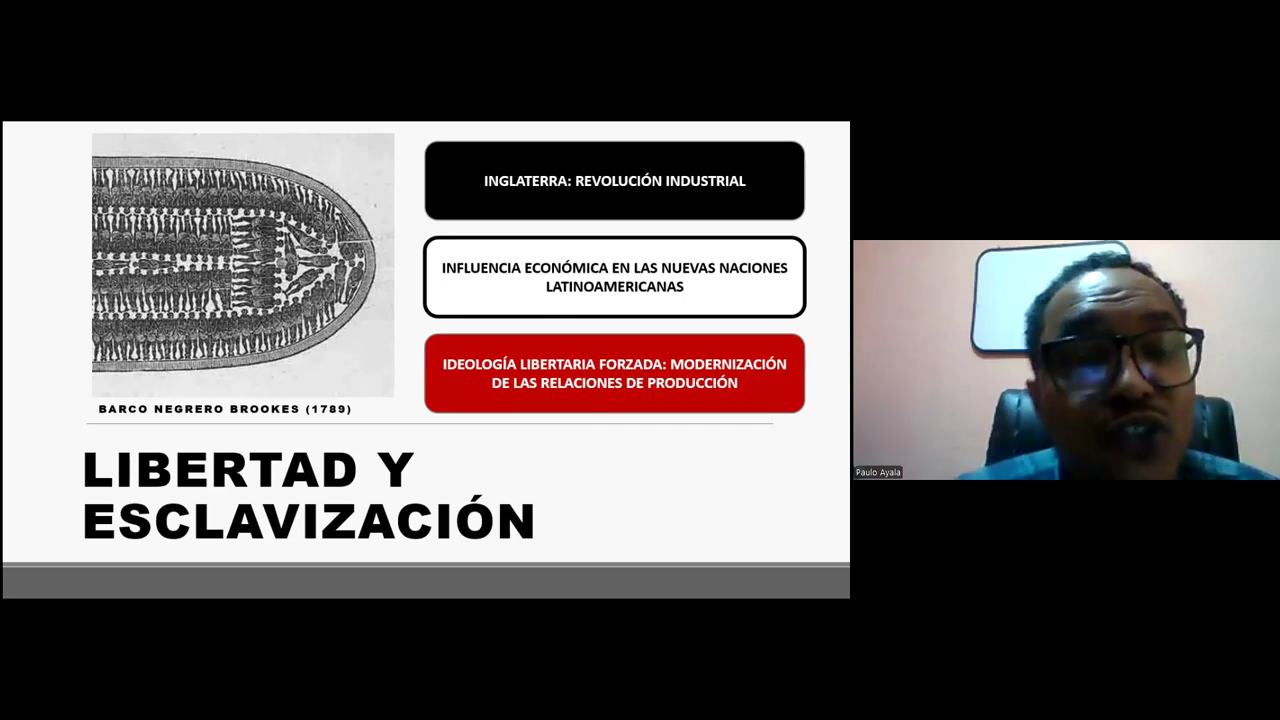 INGLATERRA: REVOLUCIÓN INDUSTRIAL
INFLUENCIA ECONÓMICA EN LAS NUEVAS NACIONES
LATINOAMERICANAS
IDEOLOGÍA LIBERTARIA FORZADA: MODERNIZACIÓN
DE LAS RELACIONES DE PRODUCCIÓN
BARCO NEGRERO BROOKES (1789)
LIBERTAD Y
ESCLAVIZACIÓN
Paulo Ayala